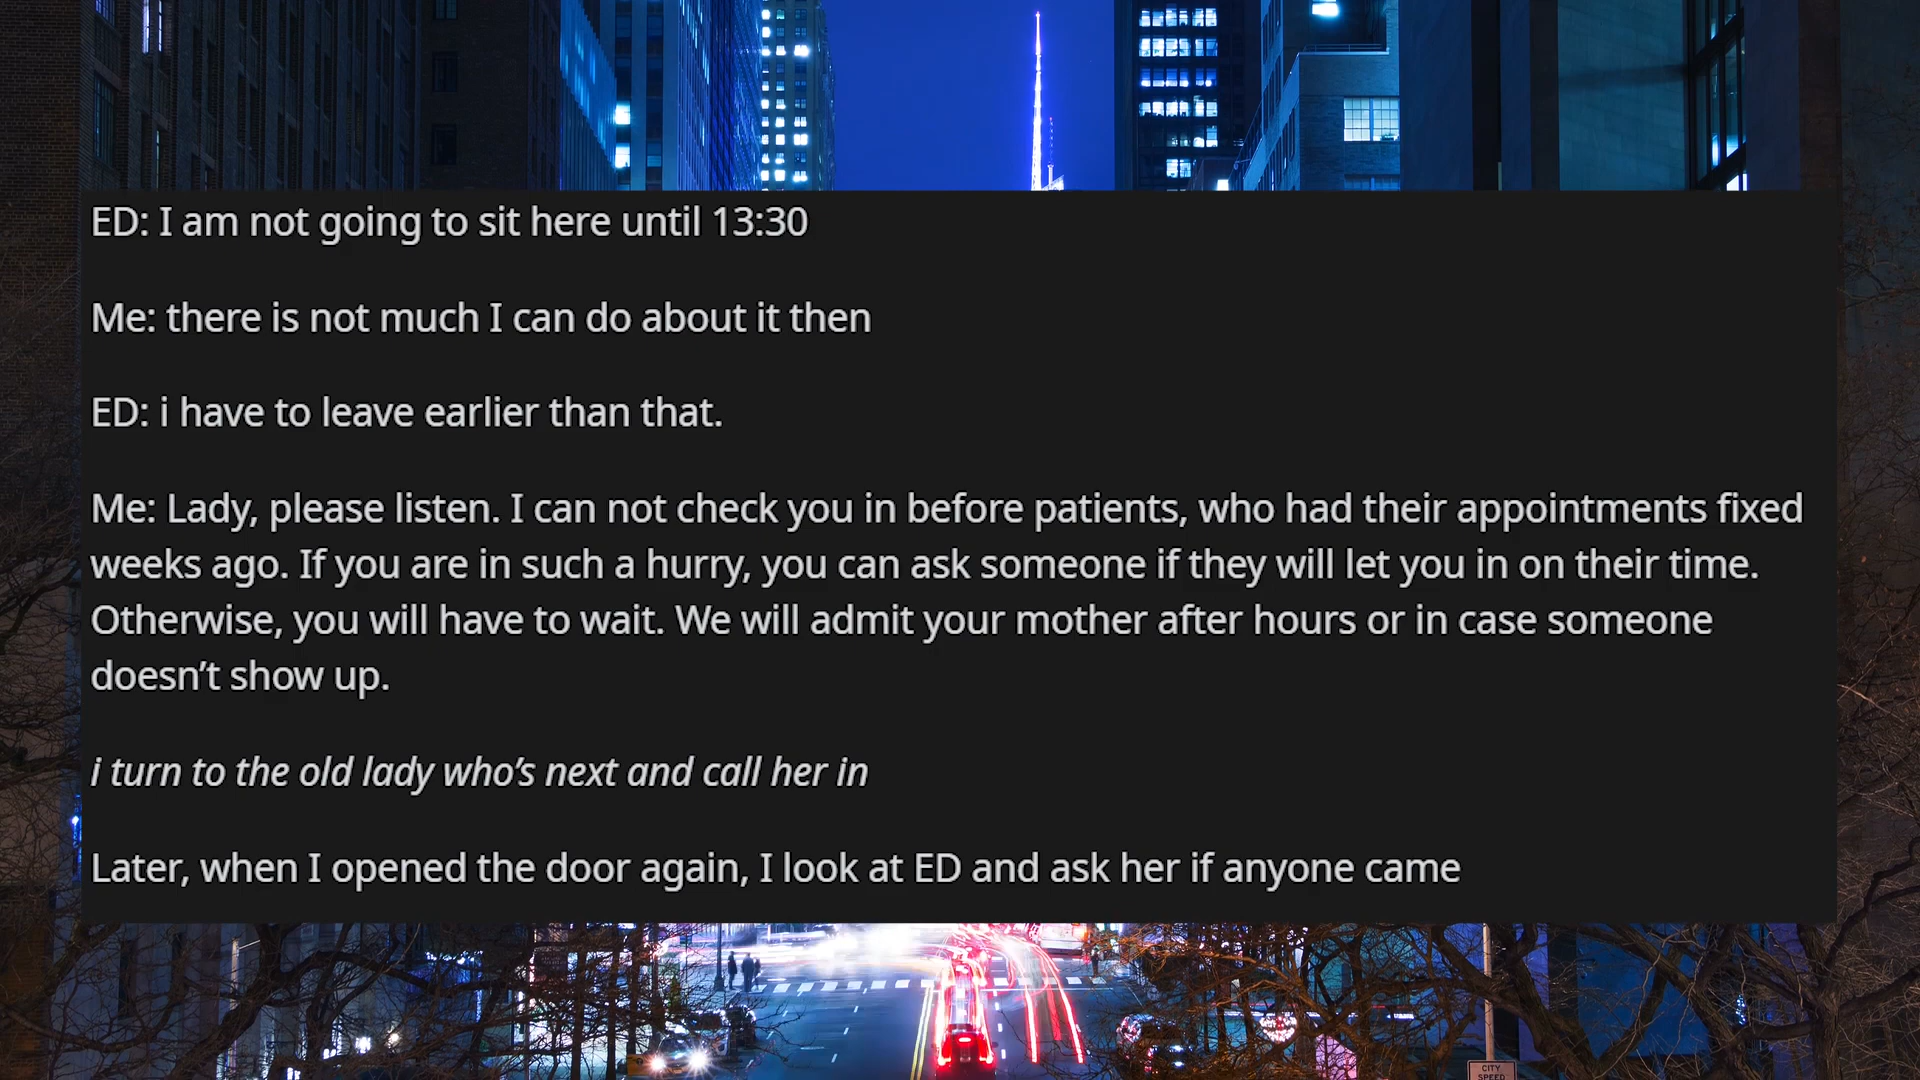 ED: I am not going to sit here until 13:30
Me: there is not much I can do about it then
ED: i have to leave earlier than that.
Me: Lady, please listen. I can not check you in before patients, who had their appointments fixed
weeks ago. If you are in such a hurry, you can ask someone if they will let you in on their time.
Otherwise, you will have to wait. We will admit your mother after hours or in case someone
doesn’t show up.
i turn to the old lady who’s next and call her in
Later, when I opened the door again, I look at ED and ask her if anyone came
CITY
SPEED